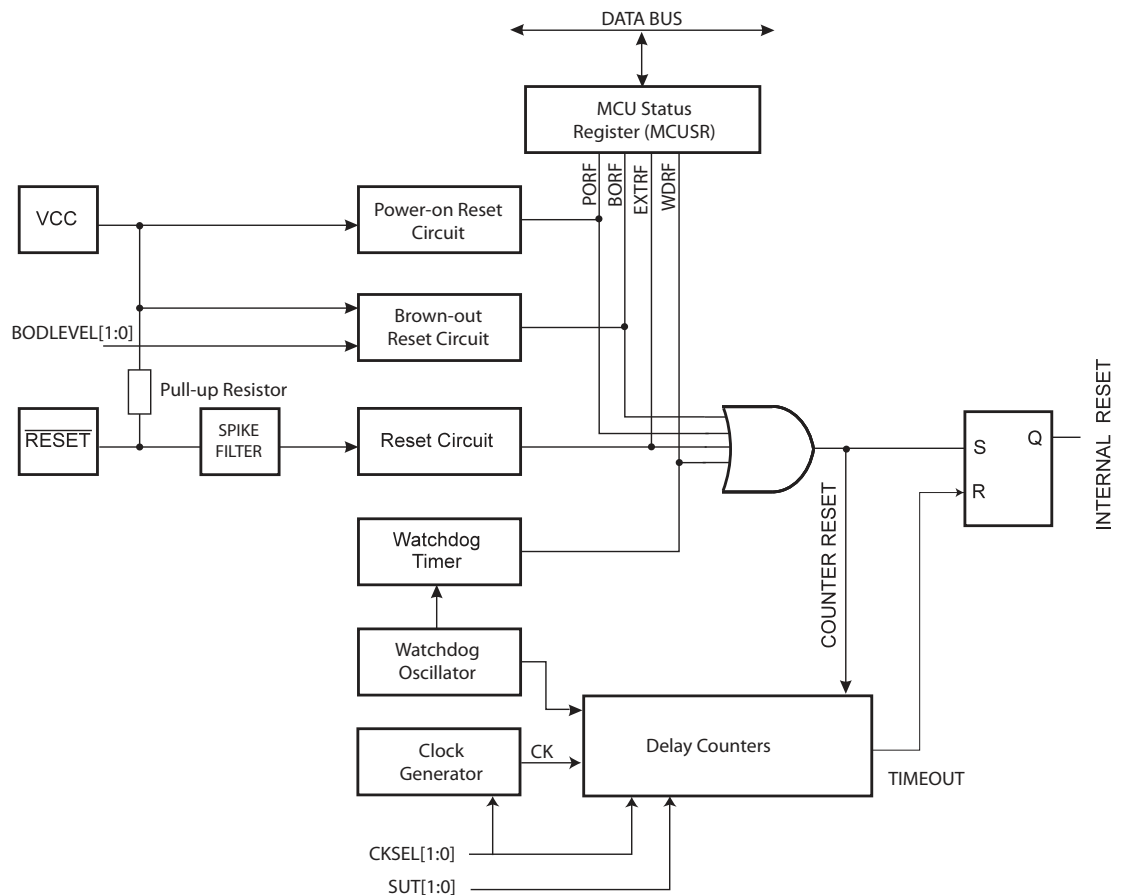 DATA BUS
MCU Status
Register (MCUSR)
PORF
BORF
EXTRF
WDRF
VCC
Power-on Reset
Circuit
BODLEVEL[1:0]
Brown-out
Reset Circuit
Pull-up Resistor
RESET
SPIKE
FILTER
Reset Circuit
S
Q
R
INTERNAL RESET
COUNTER RESET
Watchdog
Timer
Watchdog
Oscillator
Clock
Generator
CK
Delay Counters
TIMEOUT
CKSEL[1:0]
SUT[1:0]